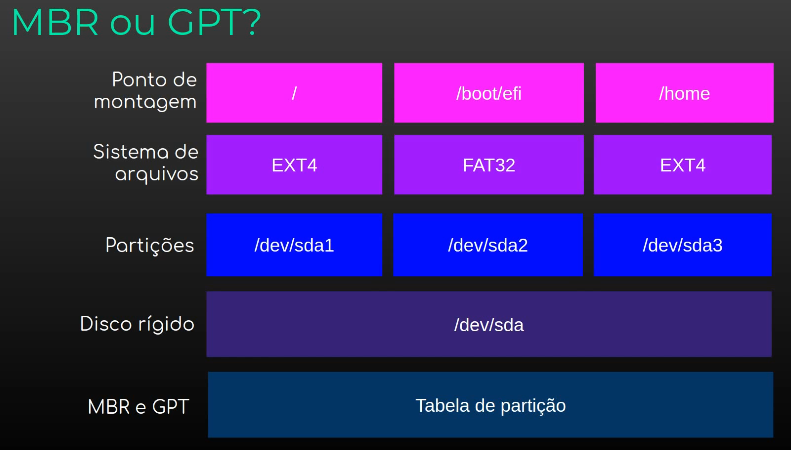 MBR ou GPT?
Ponto de
montagem
/
/boot/efi
/home
Sistema de
arquivos
EXT4
FAT32
EXT4
Partições
/dev/sda1
/dev/sda2
/dev/sda3
Disco rígido
/dev/sda
MBR e GPT
Tabela de partição